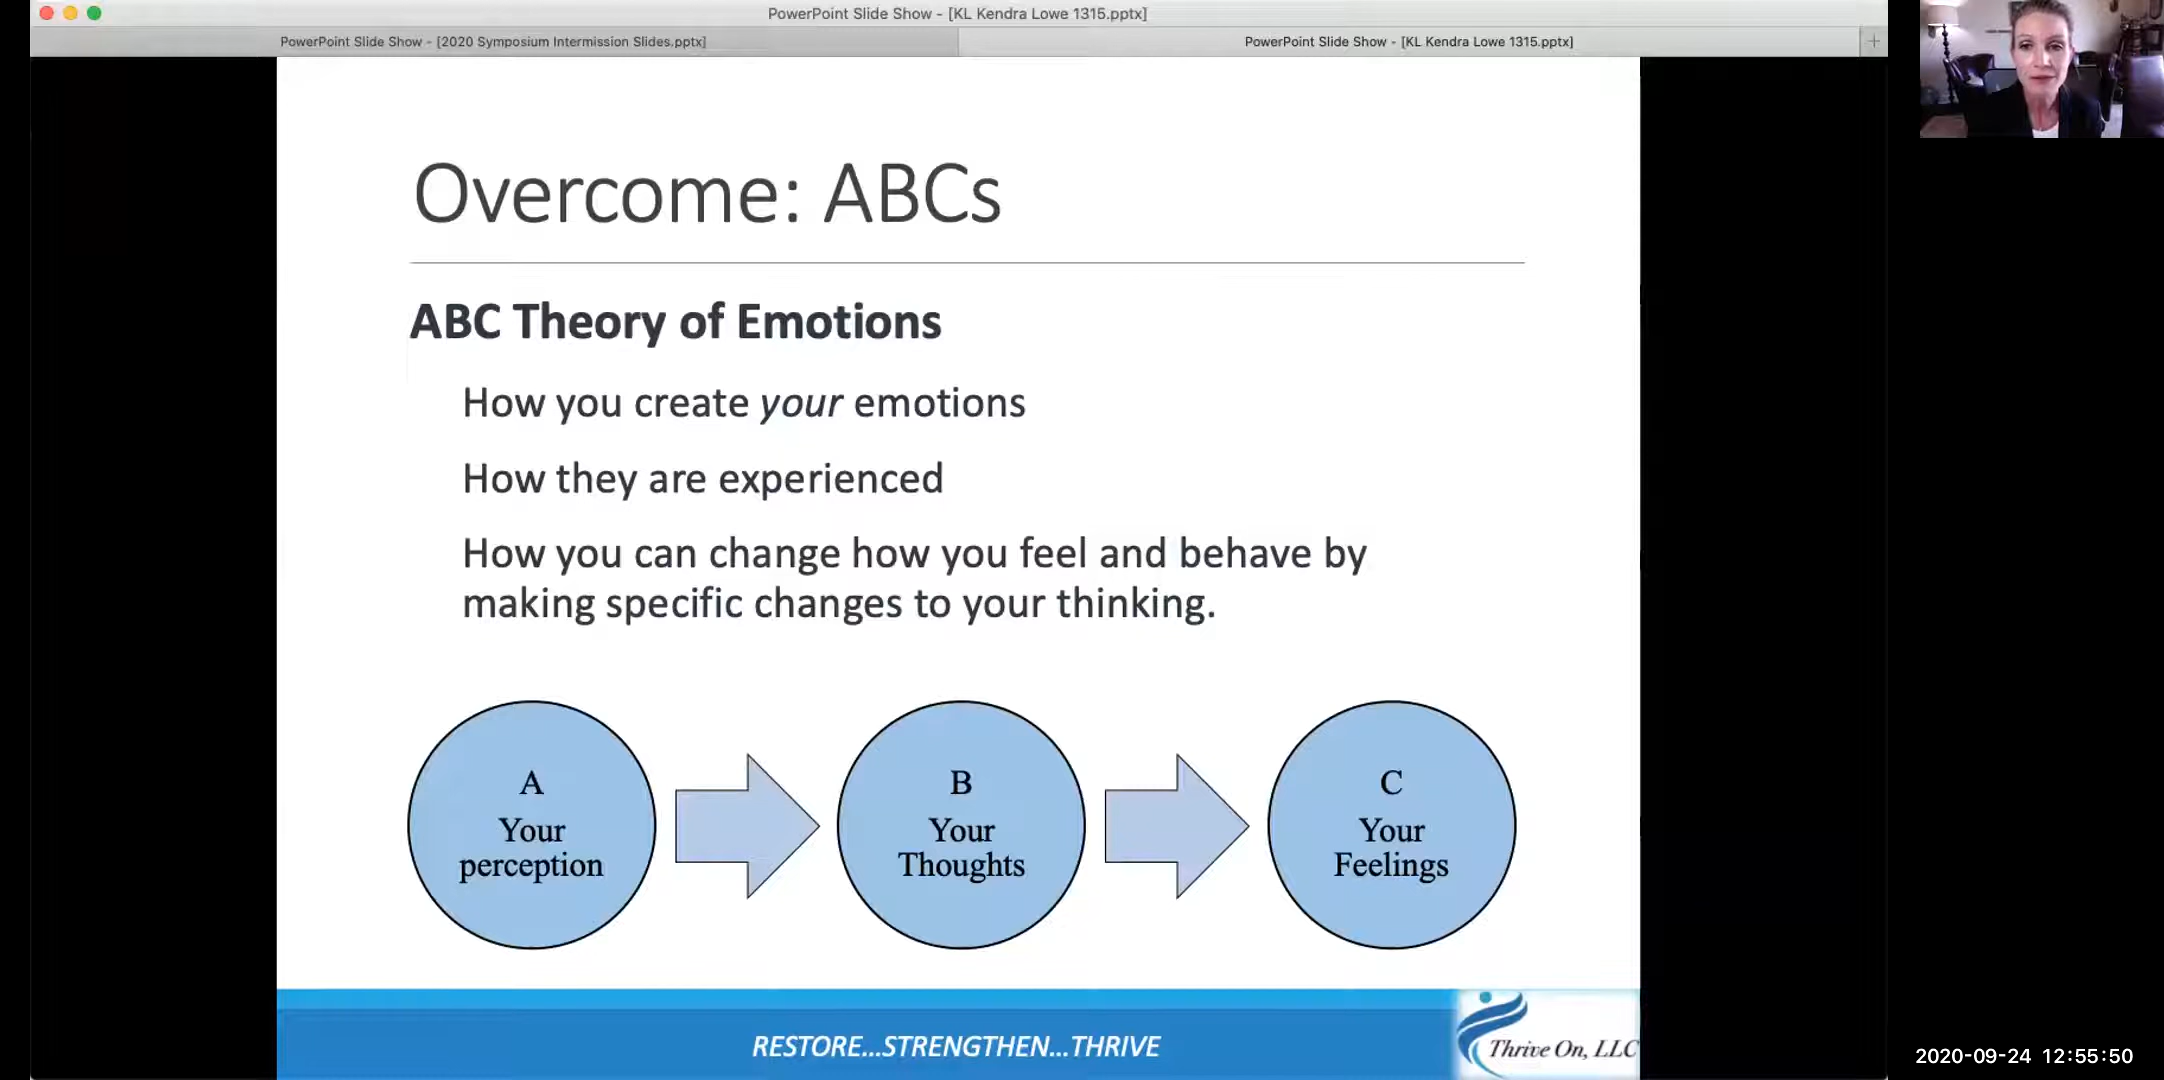 PowerPoint Slide Show - [KL Kendra Lowe 1315.pptx]
PowerPoint Slide Show - [2020 Symposium Intermission Slides.pptx]
PowerPoint Slide Show - [KL Kendra Lowe 1315.pptx]
Overcome: ABCs
ABC Theory of Emotions
How you create your emotions
How they are experienced
How you can change how you feel and behave by
making specific changes to your thinking.
A
Your
perception
B
Your
Thoughts
C
Your
Feelings
RESTORE...STRENGTHEN...THRIVE
Thrive On, LLC
2020-09-24 12:55:50